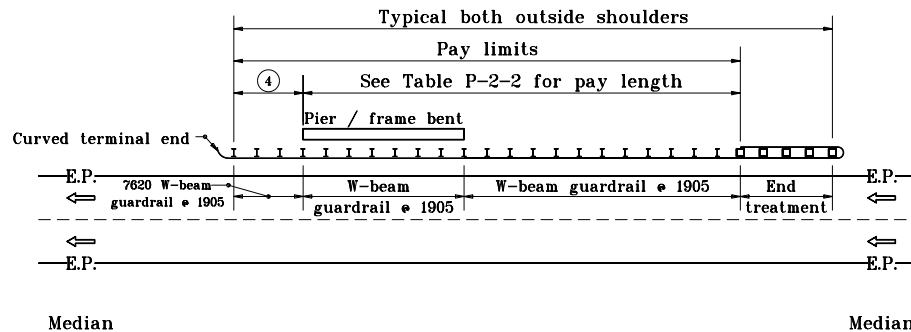 Typical both outside shoulders
Pay limits
4
See Table P-2-2 for pay length
Pier / frame bent
Curved terminal end
E.P.
E.P.
7620 W-beam
guardrail @ 1905
W-beam
guardrail @ 1905
W-beam guardrail @ 1905
End
treatment
E.P.
E.P.
Median
Median